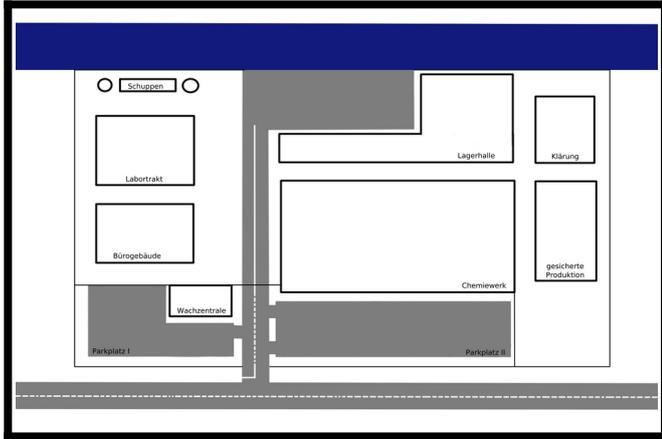 Schuppen
Lagerhalle
Klärung
Labortrakt
Bürogebäude
gesicherte
Produktion
Chemiewerk
Wachzentrale
Parkplatz I
Parkplatz II